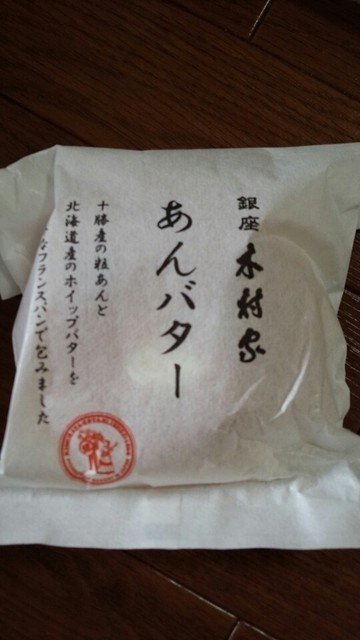 銀座木村家
あんバター
十勝産の粒あんと
北海道産のホイップバターを
なフランスパンで包みました